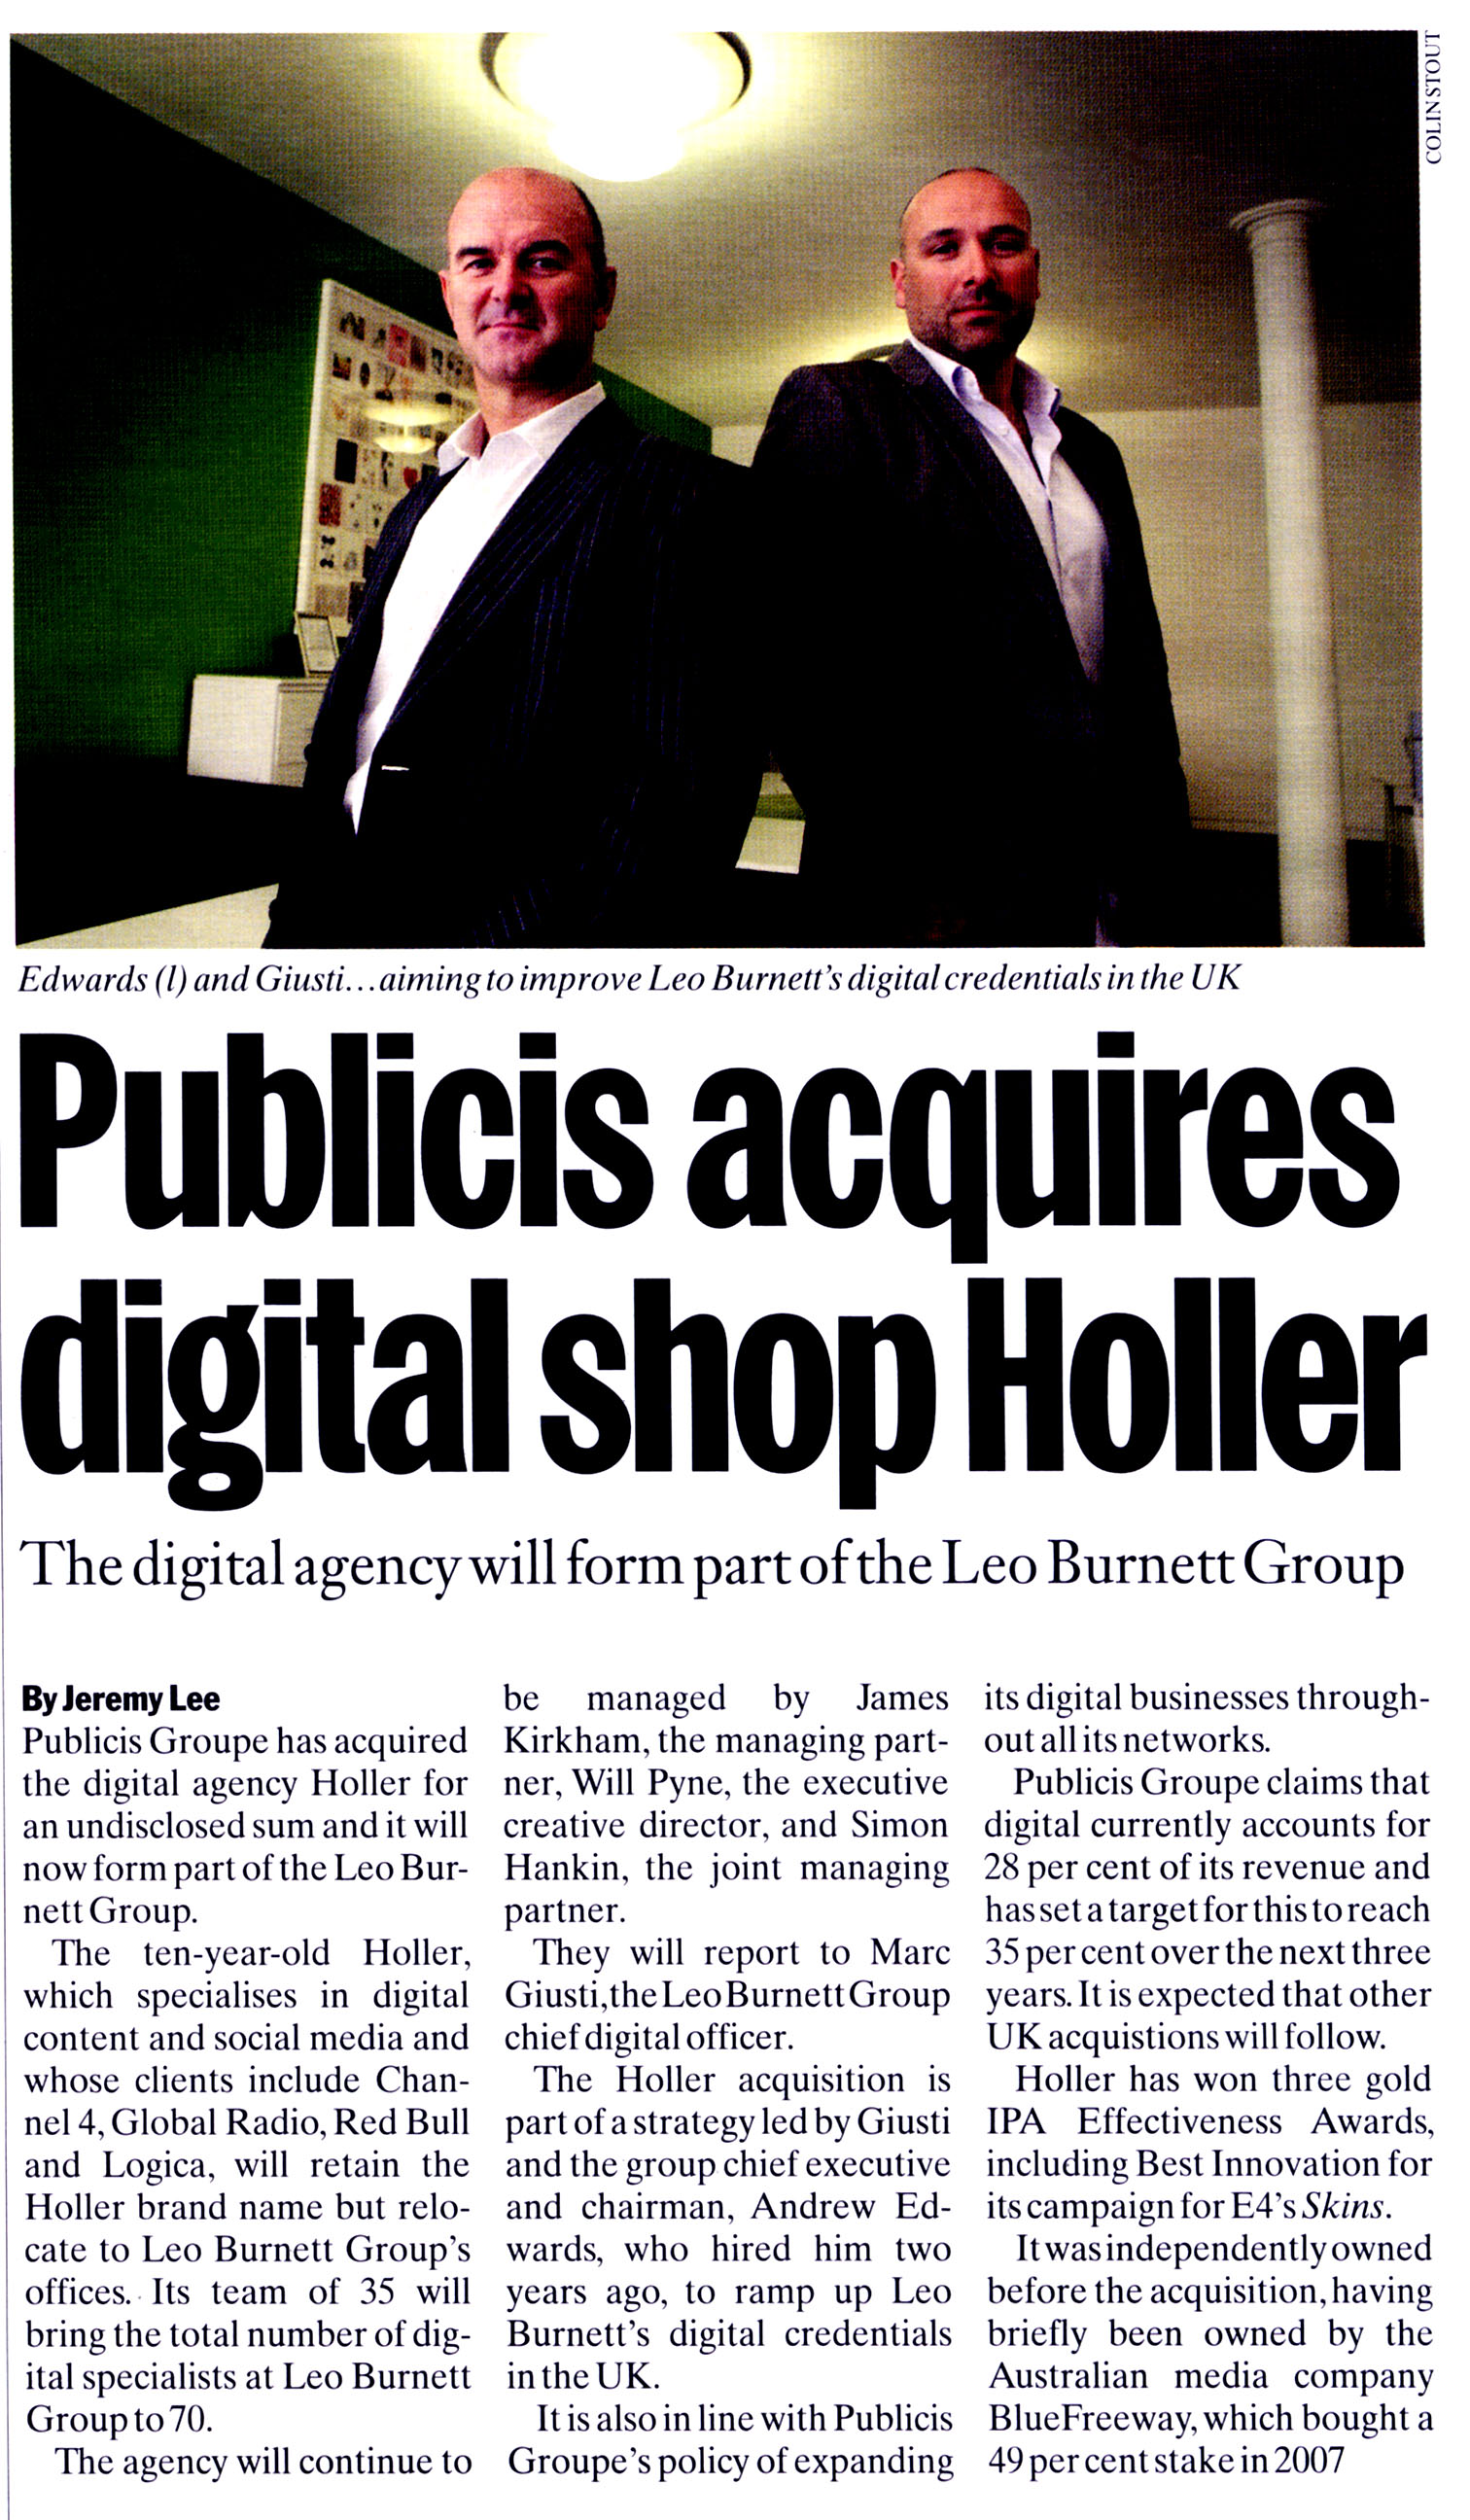 COLIN STOUT
Edwards (l) and Giusti...aiming to improve Leo Burnett's digital credentials in the UK
Publicis acquires
digital shop Holler
The digital agency will form part of the Leo Burnett Group
By Jeremy Lee
Publicis Groupe has acquired
the digital agency Holler for
an undisclosed sum and it will
now form part of the Leo Bur-
nett Group.
The ten-year-old Holler,
which specialises in digital
content and social media and
whose clients include Chan-
nel 4, Global Radio, Red Bull
and Logica, will retain the
Holler brand name but relo-
cate to Leo Burnett Group's
offices. Its team of 35 will
bring the total number of dig-
ital specialists at Leo Burnett
Group to 70.
The agency will continue to
be managed by James
Kirkham, the managing part-
ner, Will Pyne, the executive
creative director, and Simon
Hankin, the joint managing
partner.
They will report to Marc
Giusti, the Leo Burnett Group
chief digital officer.
The Holler acquisition is
part of a strategy led by Giusti
and the group chief executive
and chairman, Andrew Ed-
wards, who hired him two
years ago, to ramp up Leo
Burnett's digital credentials
in the UK.
It is also in line with Publicis
Groupe's policy of expanding
its digital businesses through-
out all its networks.
Publicis Groupe claims that
digital currently accounts for
28 per cent of its revenue and
has set a target for this to reach
35 per cent over the next three
years. It is expected that other
UK acquistions will follow.
Holler has won three gold
IPA Effectiveness Awards,
including Best Innovation for
its campaign for E4's Skins.
It was independently owned
before the acquisition, having
briefly been owned by the
Australian media company
BlueFreeway, which bought a
49 per cent stake in 2007